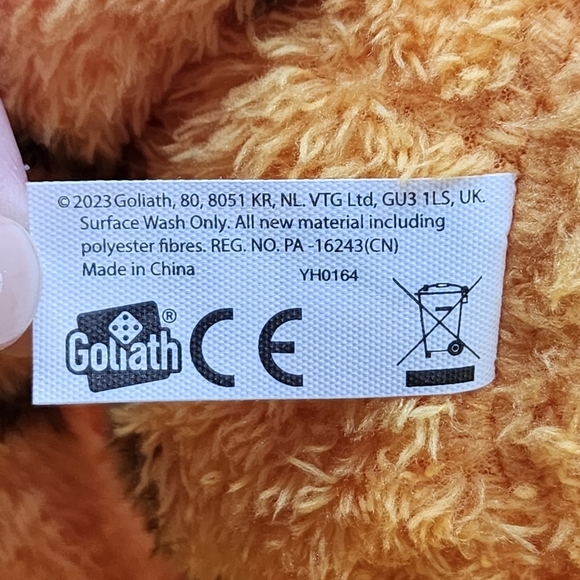 © 2023 Goliath, 80, 8051 KR, NL. VTG Ltd, GU3 1LS, UK.
Surface Wash Only. All new material including
polyester fibres. REG. NO. PA -16243(CN)
Made in China YH0164
Goliath ® CE